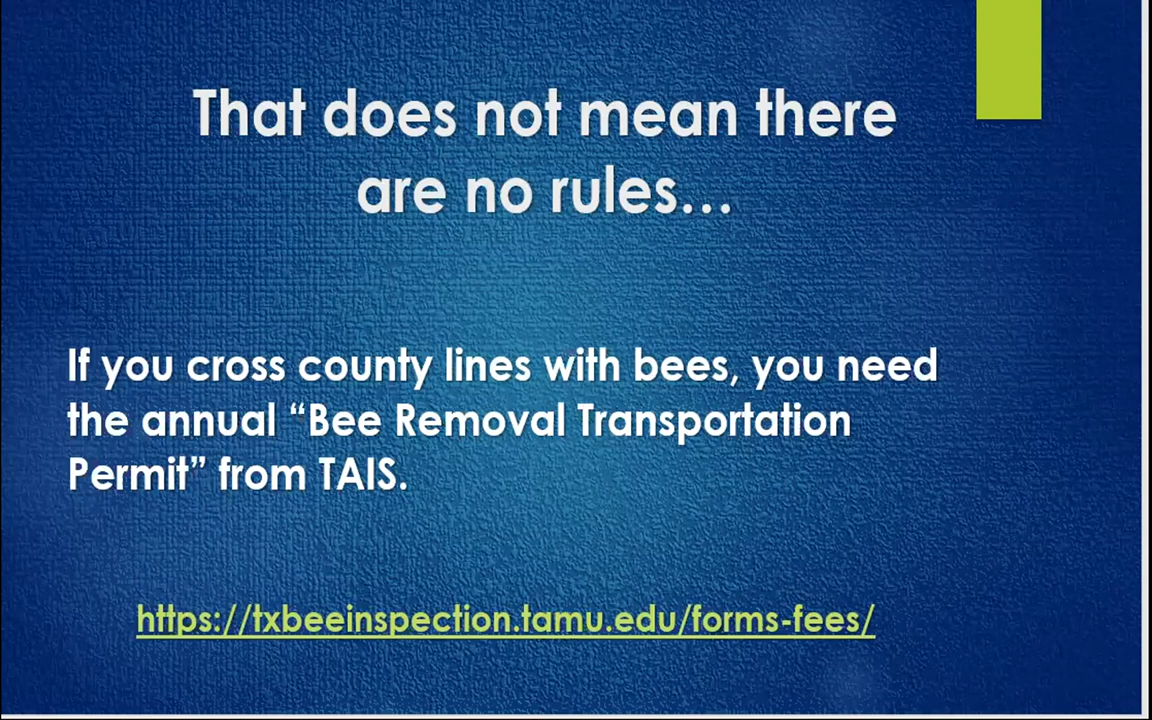 That does not mean there
are no rules…
If you cross county lines with bees, you need
the annual “Bee Removal Transportation
Permit” from TAIS.
https://txbeeinspection.tamu.edu/forms-fees/